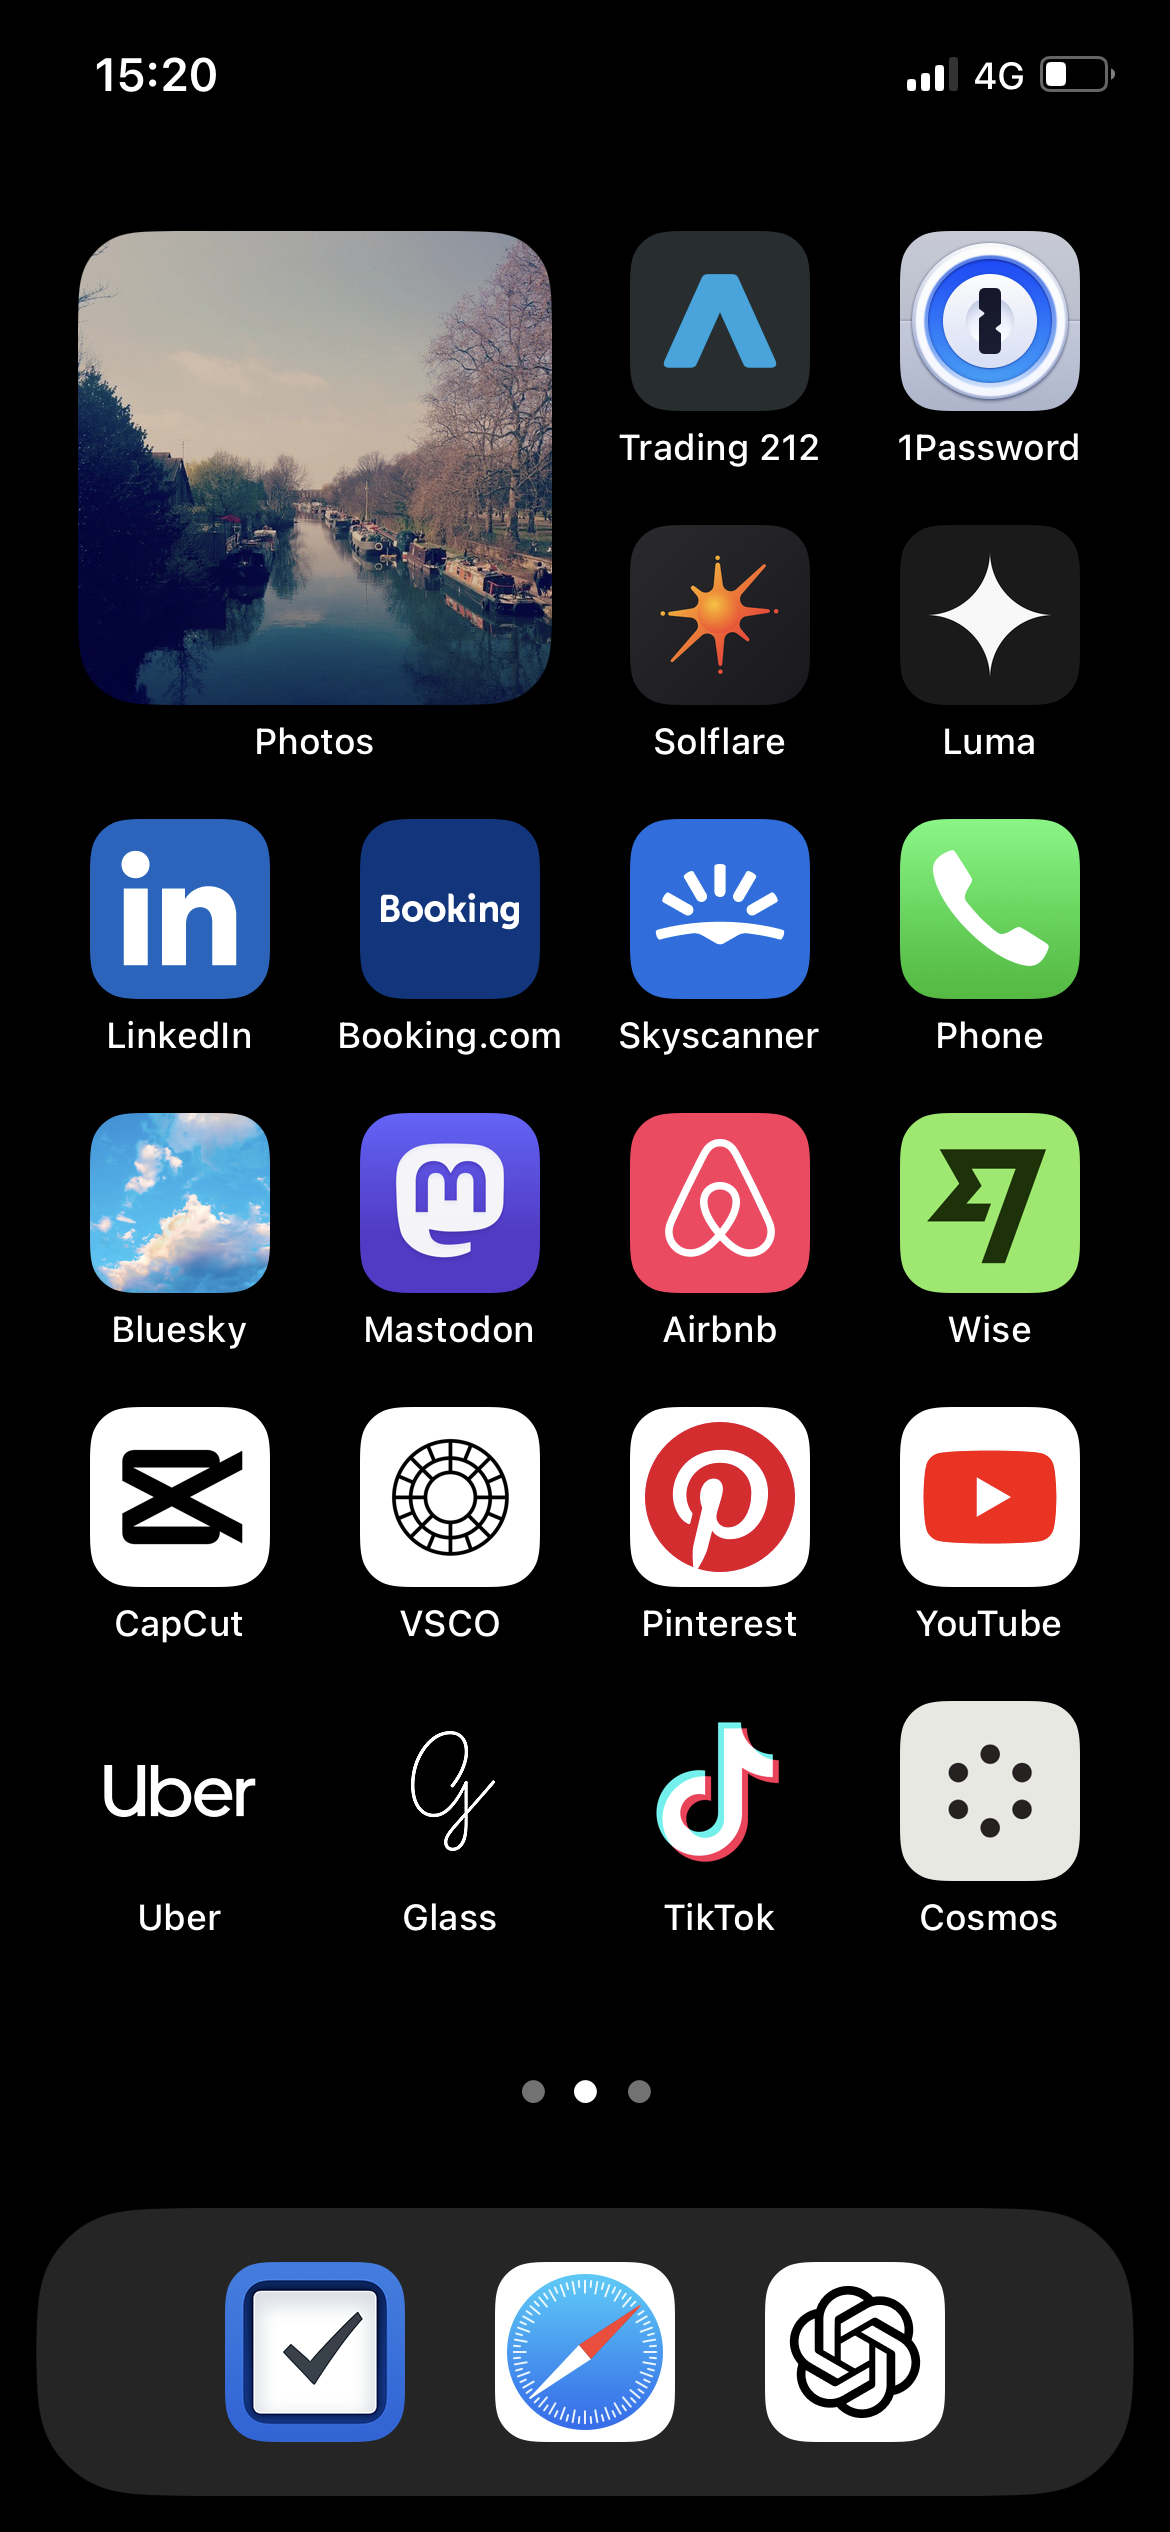 15:20 4G
Trading 212 1Password
Photos Solflare Luma
in Booking
LinkedIn Booking.com Skyscanner Phone
Bluesky Mastodon Airbnb Wise
CapCut VSCO Pinterest YouTube
Uber G
Uber Glass TikTok Cosmos